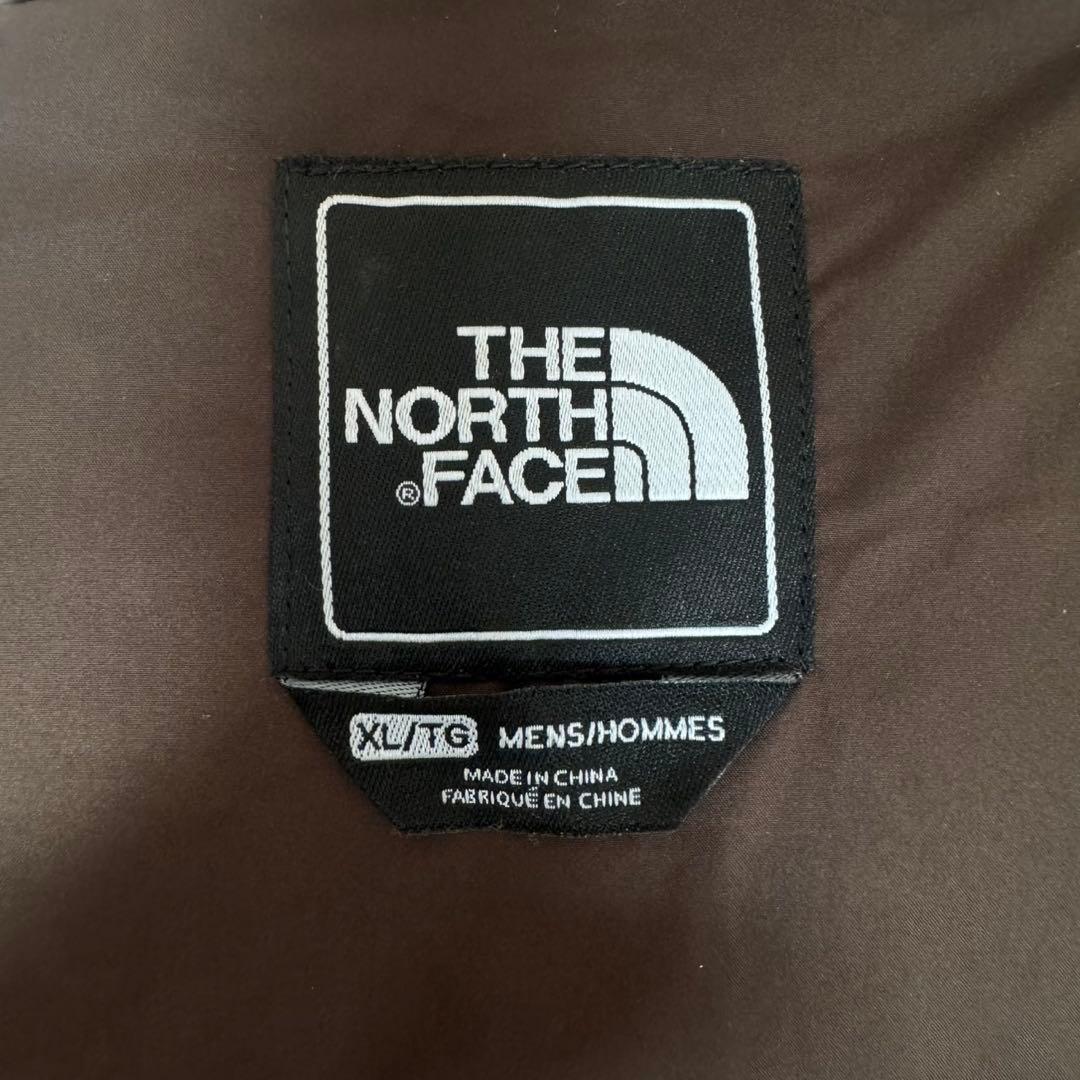 THE
NORTH
®FACE
XL/TG MENS/HOMMES
MADE IN CHINA
FABRIQUÉ EN CHINE